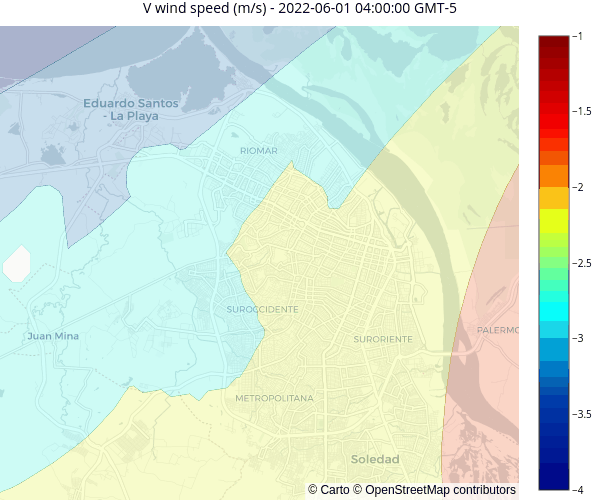 V wind speed (m/s) - 2022-06-01 04:00:00 GMT-5
−1
−1.5
−2
−2.5
−3
−3.5
−4
Eduardo Santos
- La Playa
RIOMAR
SUROCCIDENTE
Juan Mina
SURORIENTE
PALERMO
METROPOLITANA
Soledad
© Carto © OpenStreetMap contributors